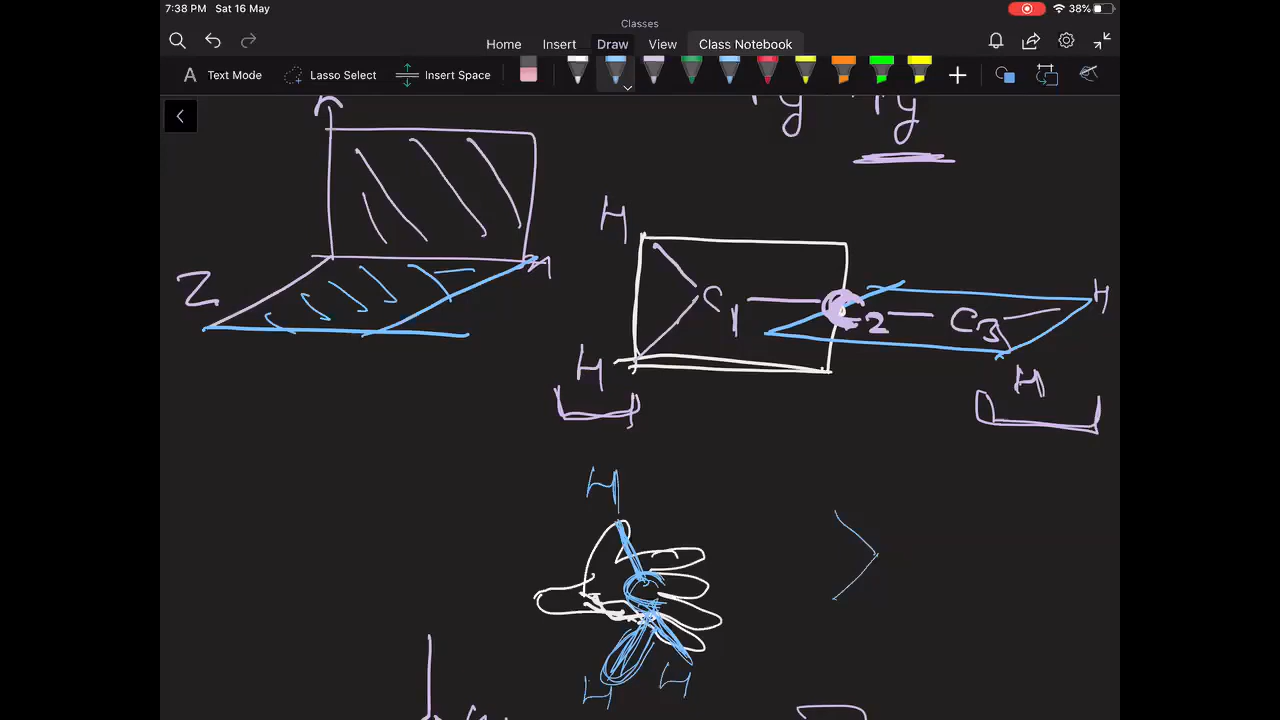 7:38 PM Sat 16 May
38%
Classes
Home Insert Draw View Class Notebook
A Text Mode Lasso Select Insert Space
y y
H
Z
C1 C2 C3 H
H H
H
H H